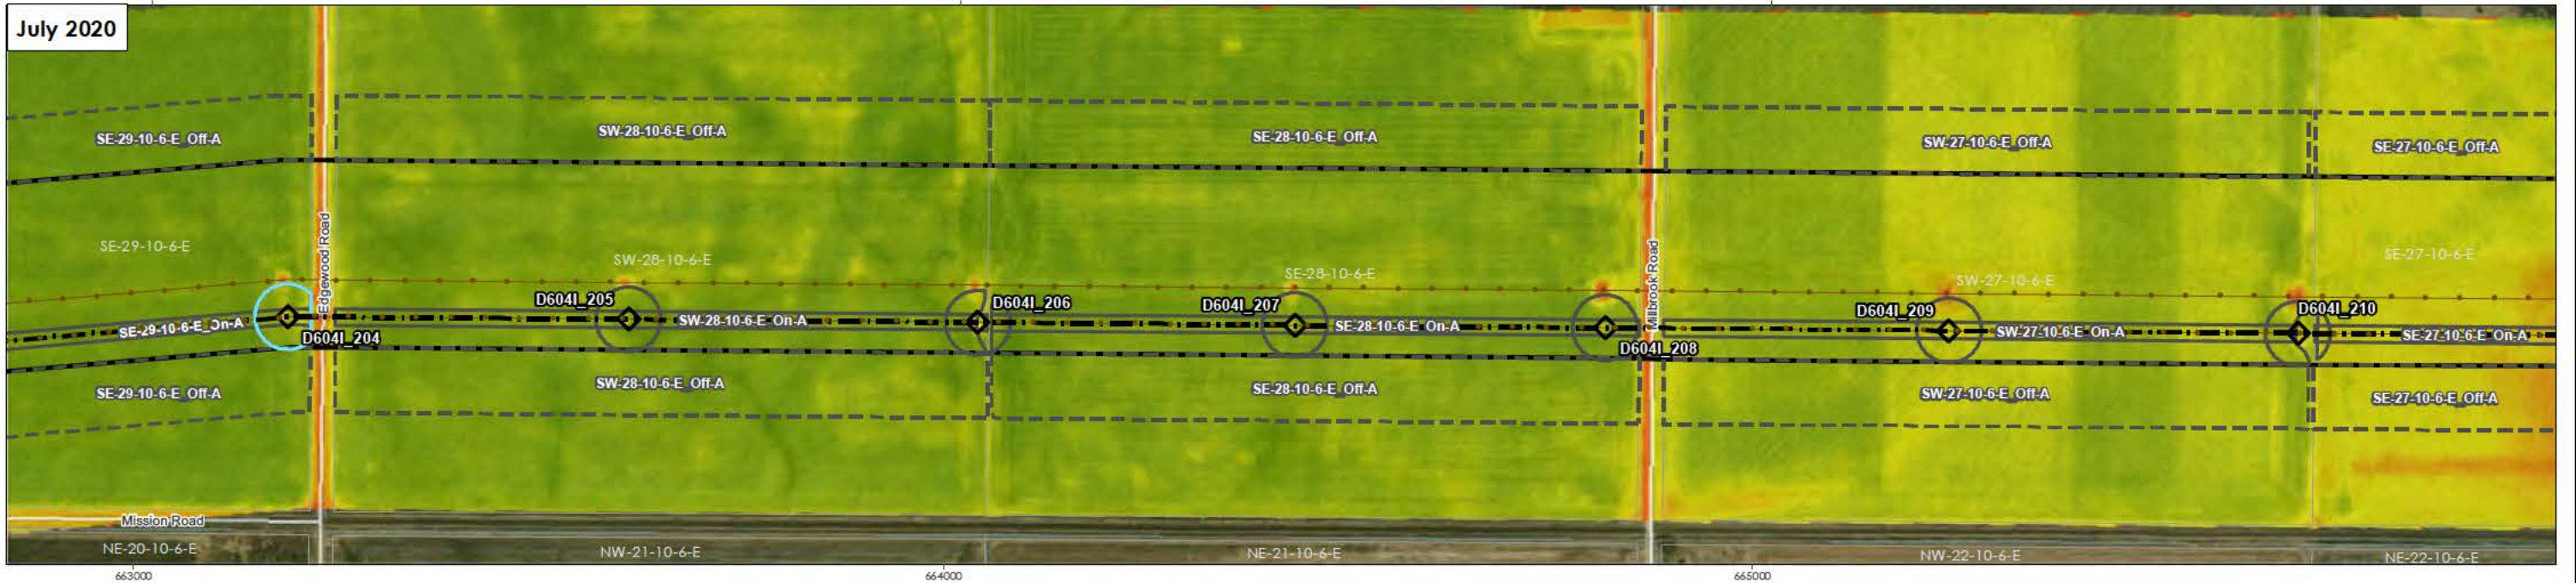 July 2020
SE-29-10-6-E_Off-A
SW-28-10-6-E_Off-A
SE-28-10-6-E_Off-A
SW-27-10-6-E_Off-A
SE-27-10-6-E_Off-A
SE-29-10-6-E
Edgewood Road
SW-28-10-6-E
SE-28-10-6-E
Millbrook Road
SW-27-10-6-E
SE-27-10-6-E
D604I_205
D604I_206
D604I_207
D604I_209
D604I_210
SE-29-10-6-E_On-A
SW-28-10-6-E_On-A
SE-28-10-6-E_On-A
SW-27-10-6-E_On-A
SE-27-10-6-E_On-A
D604I_204
D604I_208
SE-29-10-6-E_Off-A
SW-28-10-6-E_Off-A
SE-28-10-6-E_Off-A
SW-27-10-6-E_Off-A
SE-27-10-6-E_Off-A
Mission Road
NE-20-10-6-E
NW-21-10-6-E
NE-21-10-6-E
NW-22-10-6-E
NE-22-10-6-E
663000
664000
665000